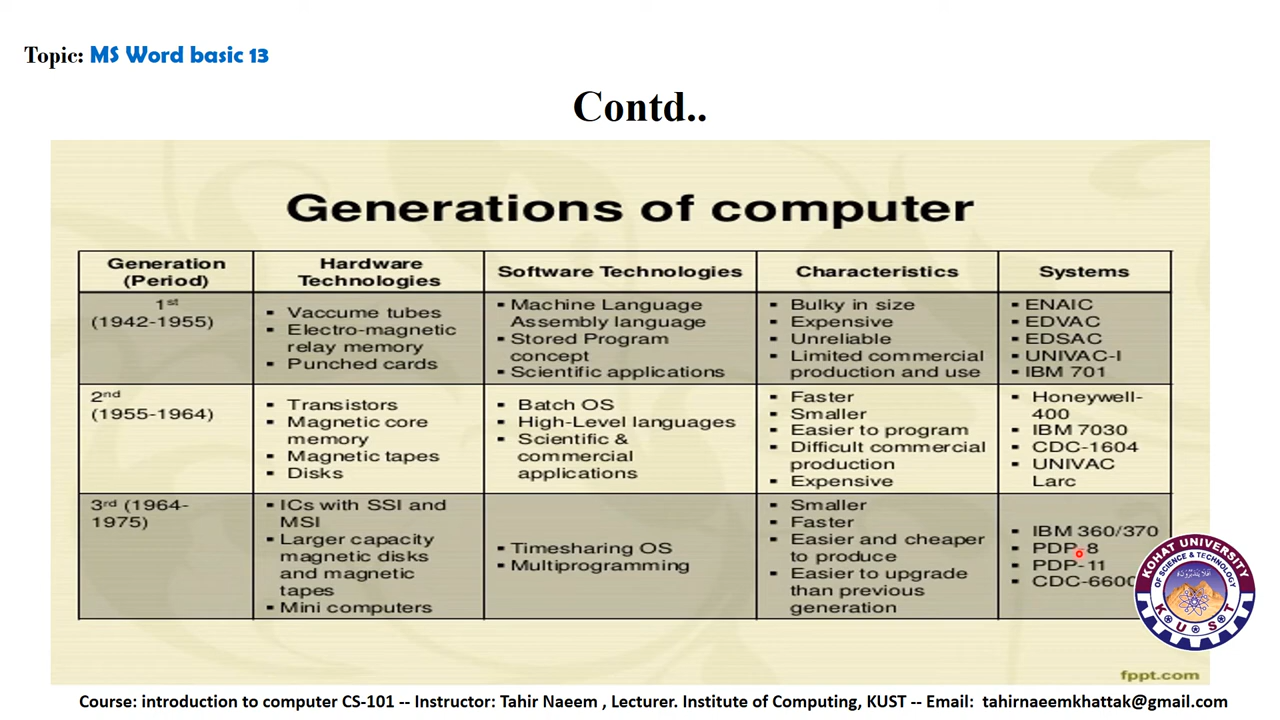 Topic: MS Word basic 13
Contd..
Generations of computer
Generation
(Period)
Hardware
Technologies
Software Technologies
Characteristics
Systems
1st
(1942-1955)
▪ Vaccume tubes
▪ Electro-magnetic
relay memory
▪ Punched cards
▪ Machine Language
Assembly language
▪ Stored Program
concept
▪ Scientific applications
▪ Bulky in size
▪ Expensive
▪ Unreliable
▪ Limited commercial
production and use
▪ ENAIC
▪ EDVAC
▪ EDSAC
▪ UNIVAC-I
▪ IBM 701
2nd
(1955-1964)
▪ Transistors
▪ Magnetic core
memory
▪ Magnetic tapes
▪ Disks
▪ Batch OS
▪ High-Level languages
▪ Scientific &
commercial
applications
▪ Faster
▪ Smaller
▪ Easier to program
▪ Difficult commercial
production
▪ Expensive
▪ Honeywell-
400
▪ IBM 7030
▪ CDC-1604
▪ UNIVAC
Larc
3rd (1964-
1975)
▪ ICs with SSI and
MSI
▪ Larger capacity
magnetic disks
and magnetic
tapes
▪ Mini computers
▪ Timesharing OS
▪ Multiprogramming
▪ Smaller
▪ Faster
▪ Easier and cheaper
to produce
▪ Easier to upgrade
than previous
generation
▪ IBM 360/370
▪ PDP-8
▪ PDP-11
▪ CDC-6600
KOHAT UNIVERSITY
OF SCIENCE & TECHNOLOGY
K U S T
fppt.com
Course: introduction to computer CS-101 -- Instructor: Tahir Naeem , Lecturer. Institute of Computing, KUST -- Email: tahirnaeemkhattak@gmail.com